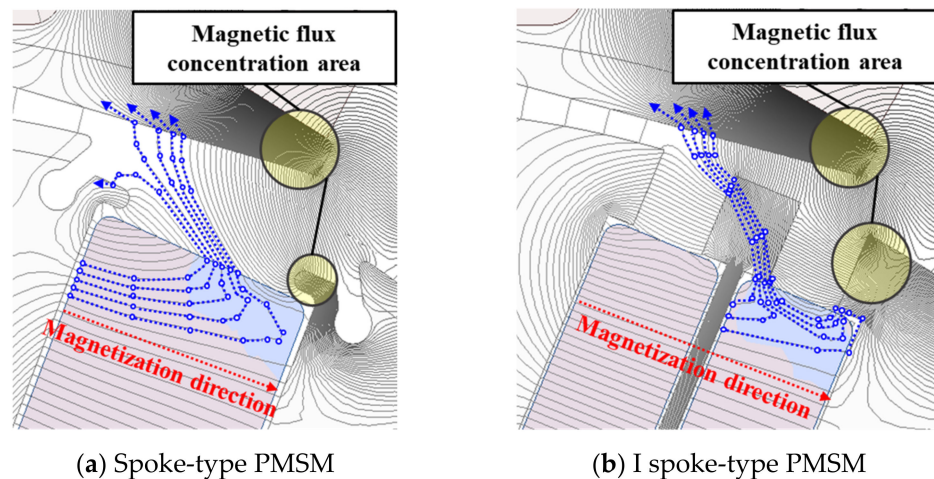 Magnetic flux
concentration area
Magnetization direction
(a) Spoke-type PMSM
Magnetic flux
concentration area
Magnetization direction
(b) I spoke-type PMSM